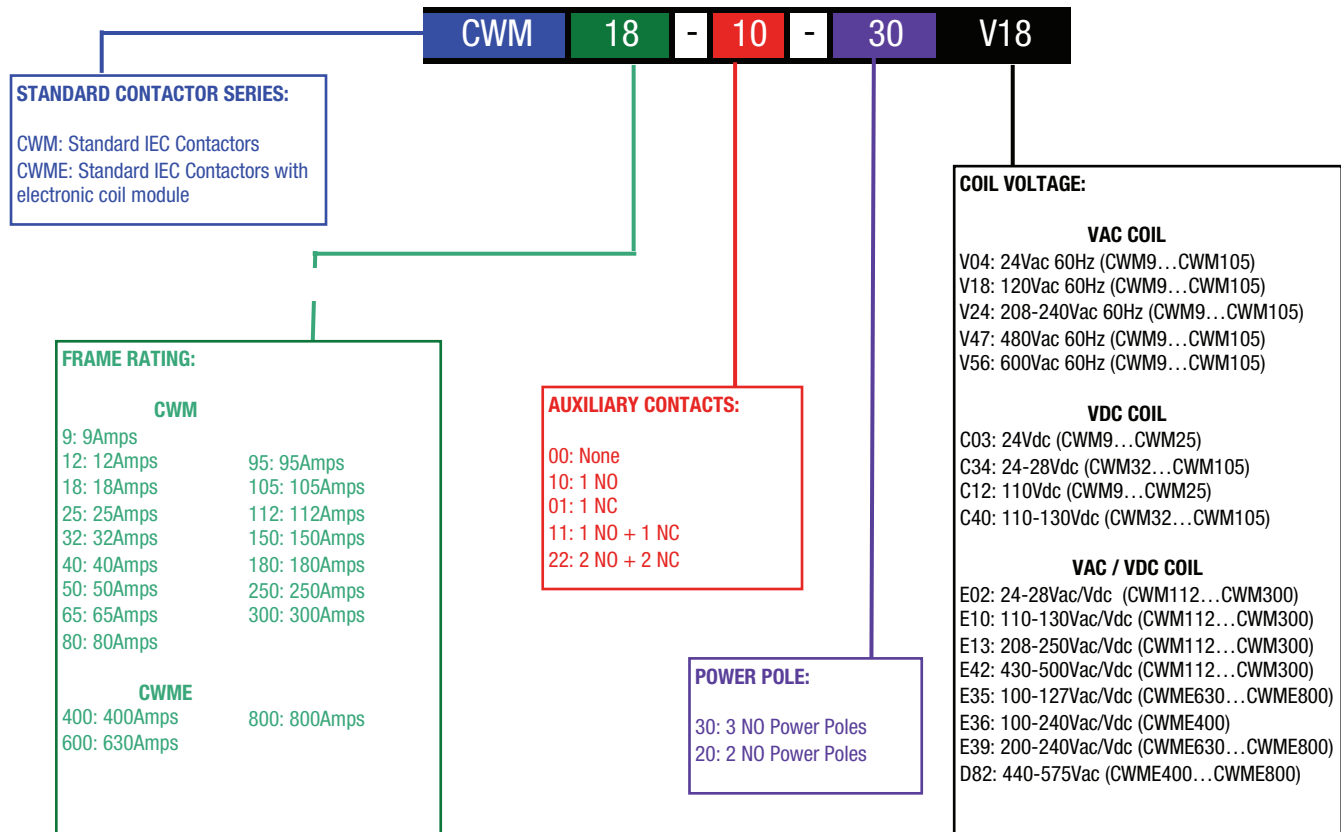 CWM 18 - 10 - 30 V18
STANDARD CONTACTOR SERIES:
CWM: Standard IEC Contactors
CWME: Standard IEC Contactors with
electronic coil module
FRAME RATING:
CWM
9: 9Amps
12: 12Amps
18: 18Amps
25: 25Amps
32: 32Amps
40: 40Amps
50: 50Amps
65: 65Amps
80: 80Amps
95: 95Amps
105: 105Amps
112: 112Amps
150: 150Amps
180: 180Amps
250: 250Amps
300: 300Amps
CWME
400: 400Amps
600: 630Amps
800: 800Amps
AUXILIARY CONTACTS:
00: None
10: 1 NO
01: 1 NC
11: 1 NO + 1 NC
22: 2 NO + 2 NC
POWER POLE:
30: 3 NO Power Poles
20: 2 NO Power Poles
COIL VOLTAGE:
VAC COIL
V04: 24Vac 60Hz (CWM9...CWM105)
V18: 120Vac 60Hz (CWM9...CWM105)
V24: 208-240Vac 60Hz (CWM9...CWM105)
V47: 480Vac 60Hz (CWM9...CWM105)
V56: 600Vac 60Hz (CWM9...CWM105)
VDC COIL
C03: 24Vdc (CWM9...CWM25)
C34: 24-28Vdc (CWM32...CWM105)
C12: 110Vdc (CWM9...CWM25)
C40: 110-130Vdc (CWM32...CWM105)
VAC / VDC COIL
E02: 24-28Vac/Vdc (CWM112...CWM300)
E10: 110-130Vac/Vdc (CWM112...CWM300)
E13: 208-250Vac/Vdc (CWM112...CWM300)
E42: 430-500Vac/Vdc (CWM112...CWM300)
E35: 100-127Vac/Vdc (CWME630...CWME800)
E36: 100-240Vac/Vdc (CWME400)
E39: 200-240Vac/Vdc (CWME630...CWME800)
D82: 440-575Vac (CWME400...CWME800)